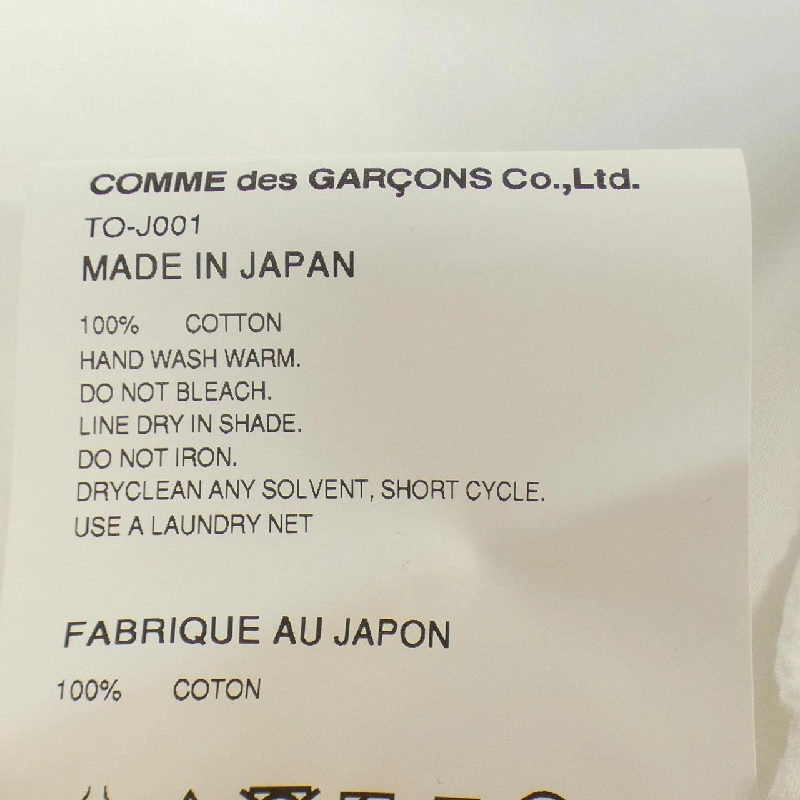 COMME des GARÇONS Co.,Ltd.
TO-J001
MADE IN JAPAN
100% COTTON
HAND WASH WARM.
DO NOT BLEACH.
LINE DRY IN SHADE.
DO NOT IRON.
DRYCLEAN ANY SOLVENT, SHORT CYCLE.
USE A LAUNDRY NET
FABRIQUE AU JAPON
100% COTON